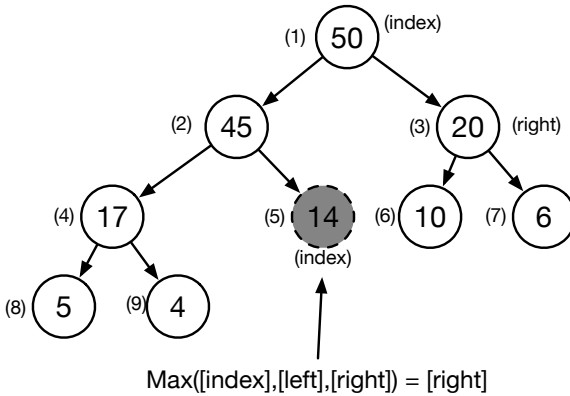 (1) 50 (index)
(2) 45 (3) 20 (right)
(4) 17 (5) 14 (6) 10 (7) 6
(index)
(8) 5 (9) 4
Max([index],[left],[right]) = [right]